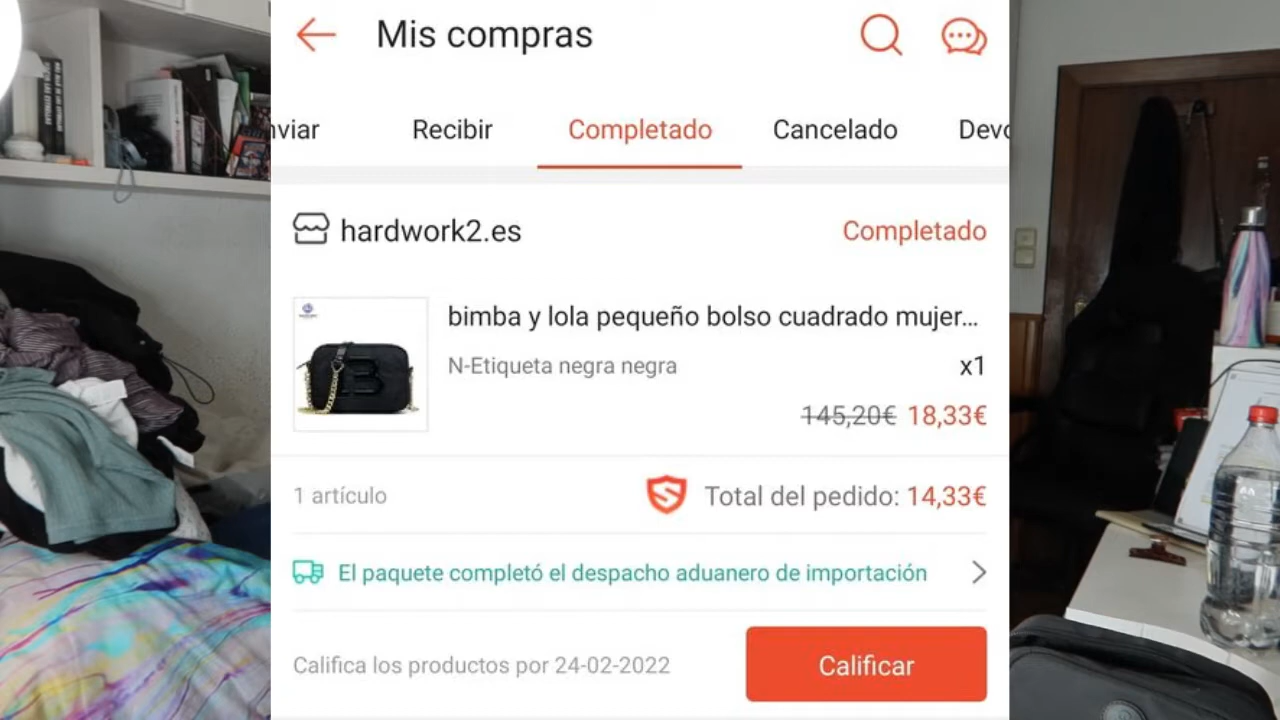 Mis compras
nviar Recibir Completado Cancelado Devo
hardwork2.es Completado
bimba y lola pequeño bolso cuadrado mujer...
N-Etiqueta negra negra x1
145,20€ 18,33€
1 artículo Total del pedido: 14,33€
El paquete completó el despacho aduanero de importación
Califica los productos por 24-02-2022 Calificar